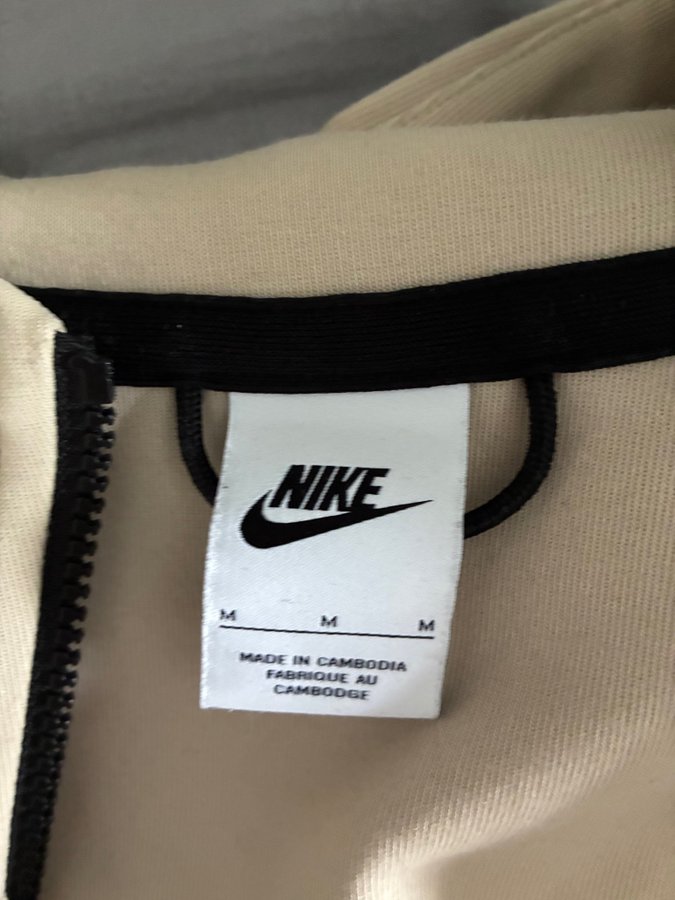 NIKE
M M M
MADE IN CAMBODIA
FABRIQUE AU
CAMBODGE